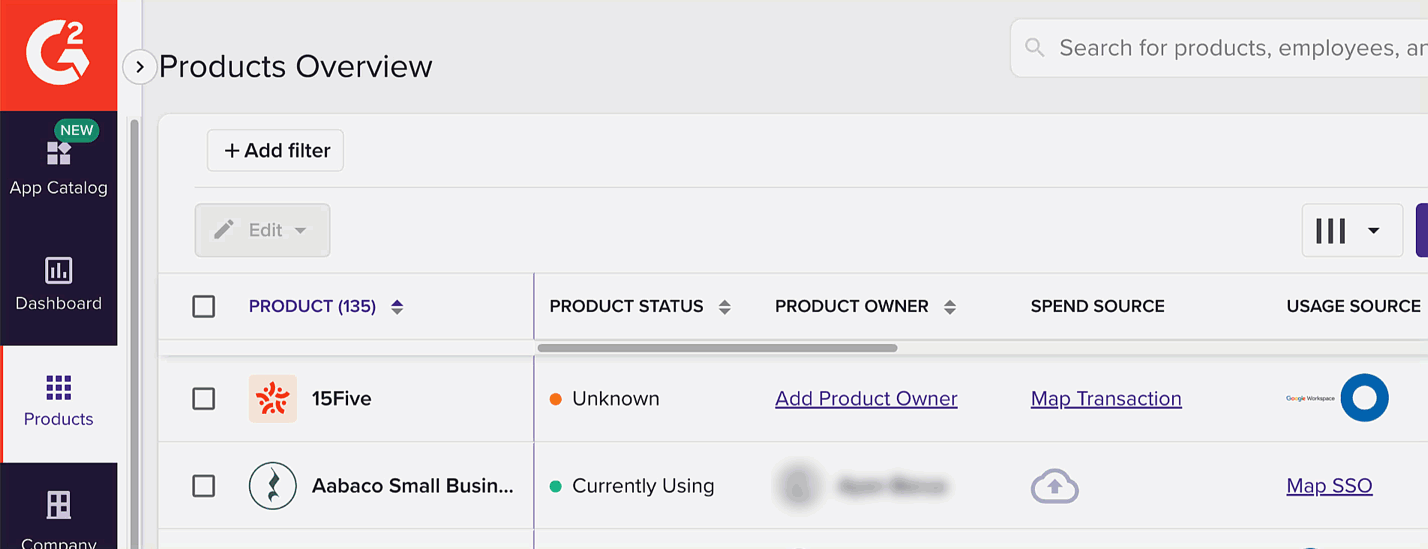 G2
Products Overview
Search for products, employees, an
NEW
App Catalog
+ Add filter
Edit
Dashboard
PRODUCT (135) PRODUCT STATUS PRODUCT OWNER SPEND SOURCE USAGE SOURCE
Products
15Five Unknown Add Product Owner Map Transaction Google Workspace
Aabaco Small Busin... Currently Using Map SSO
Company